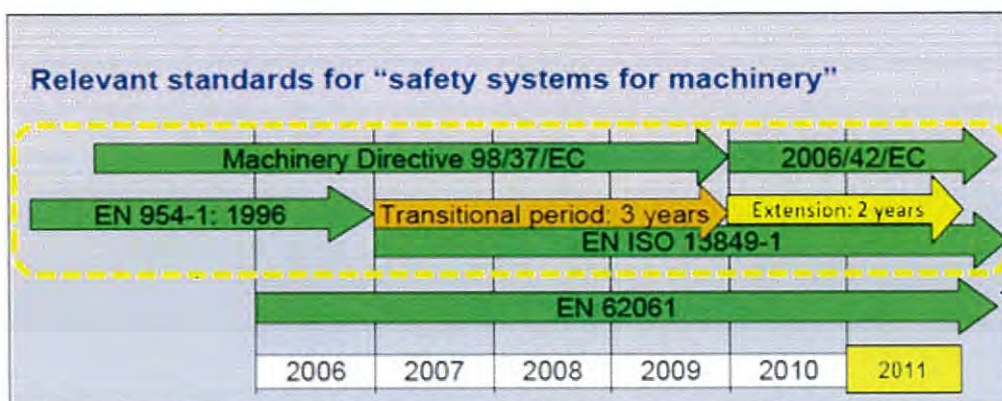 Relevant standards for “safety systems for machinery”
Machinery Directive 98/37/EC
2006/42/EC
EN 954-1: 1996
Transitional period: 3 years
Extension: 2 years
EN ISO 13849-1
EN 62061
2006 2007 2008 2009 2010 2011